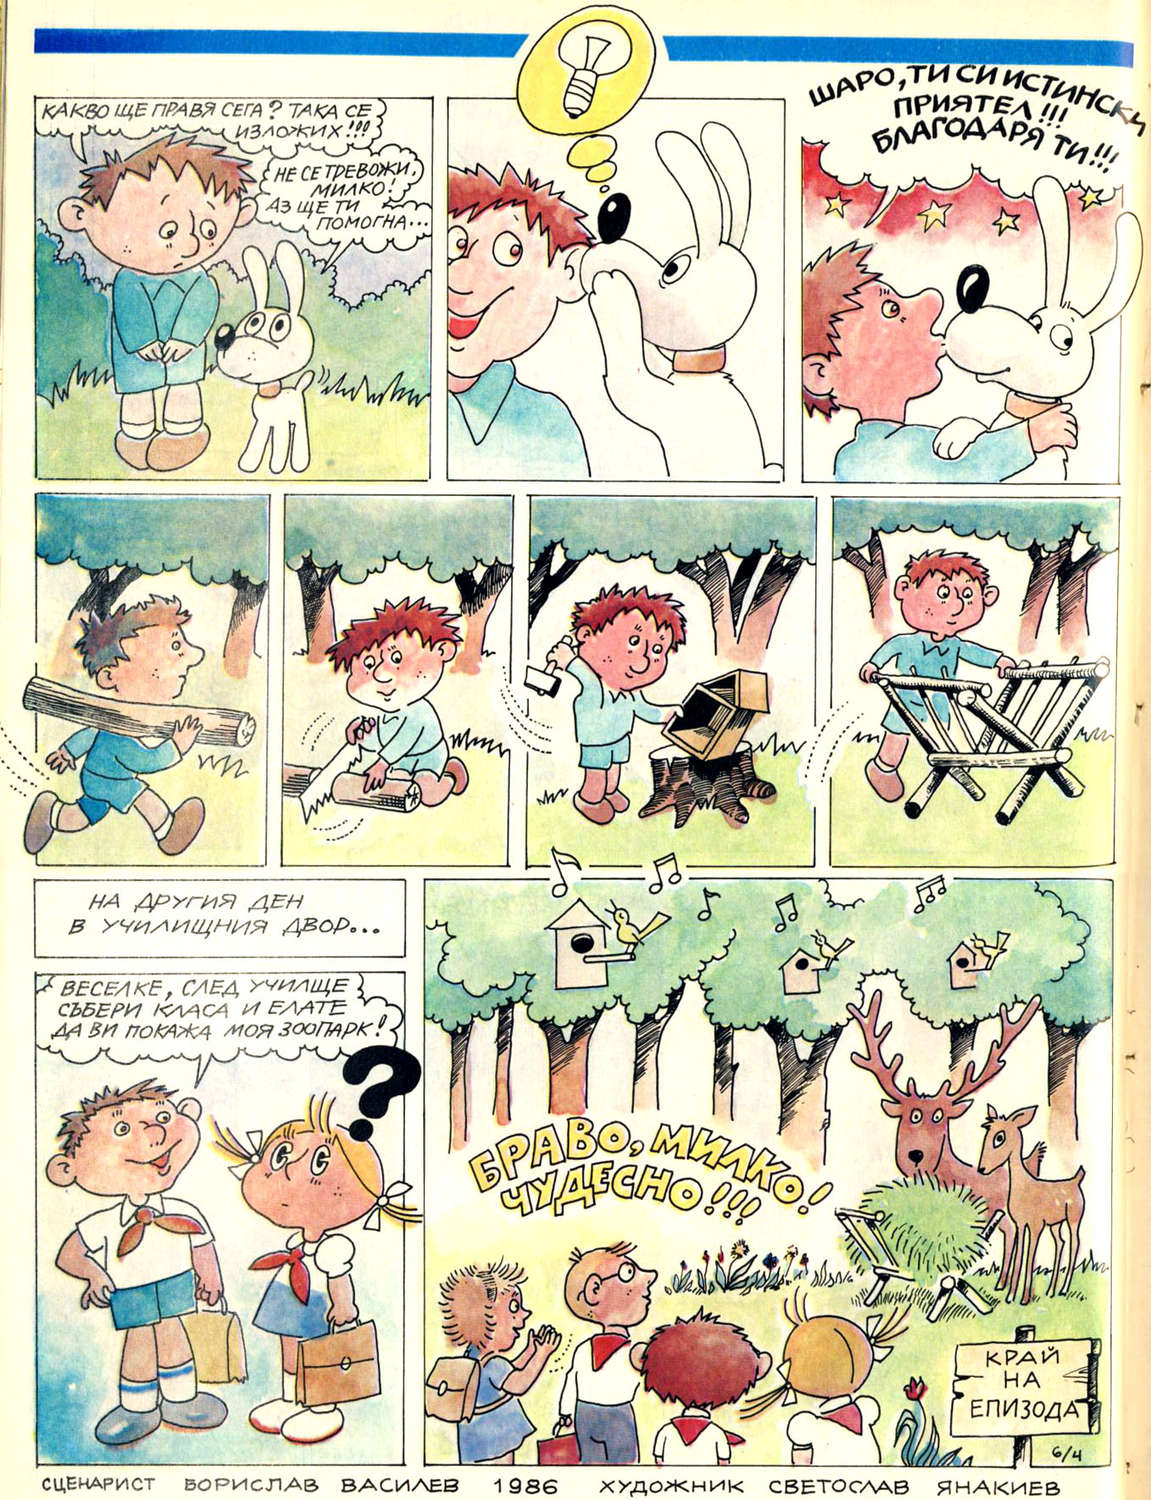 КАКВО ЩЕ ПРАВЯ СЕГА? ТАКА СЕ
ИЗЛОЖИХ!!!
НЕ СЕ ТРЕВОЖИ,
МИЛКО!
АЗ ЩЕ ТИ
ПОМОГНА...
ШАРО, ТИ СИ ИСТИНСКИ
ПРИЯТЕЛ!!!
БЛАГОДАРЯ ТИ!!!
НА ДРУГИЯ ДЕН
В УЧИЛИЩНИЯ ДВОР...
ВЕСЕЛКЕ, СЛЕД УЧИЛИЩЕ
СЪБЕРИ КЛАСА И ЕЛАТЕ
ДА ВИ ПОКАЖА МОЯ ЗООПАРК!
?
БРАВО, МИЛКО!
ЧУДЕСНО!!!
КРАЙ
НА
ЕПИЗОДА
6/4
СЦЕНАРИСТ БОРИСЛАВ ВАСИЛЕВ 1986 ХУДОЖНИК СВЕТОСЛАВ ЯНАКИЕВ